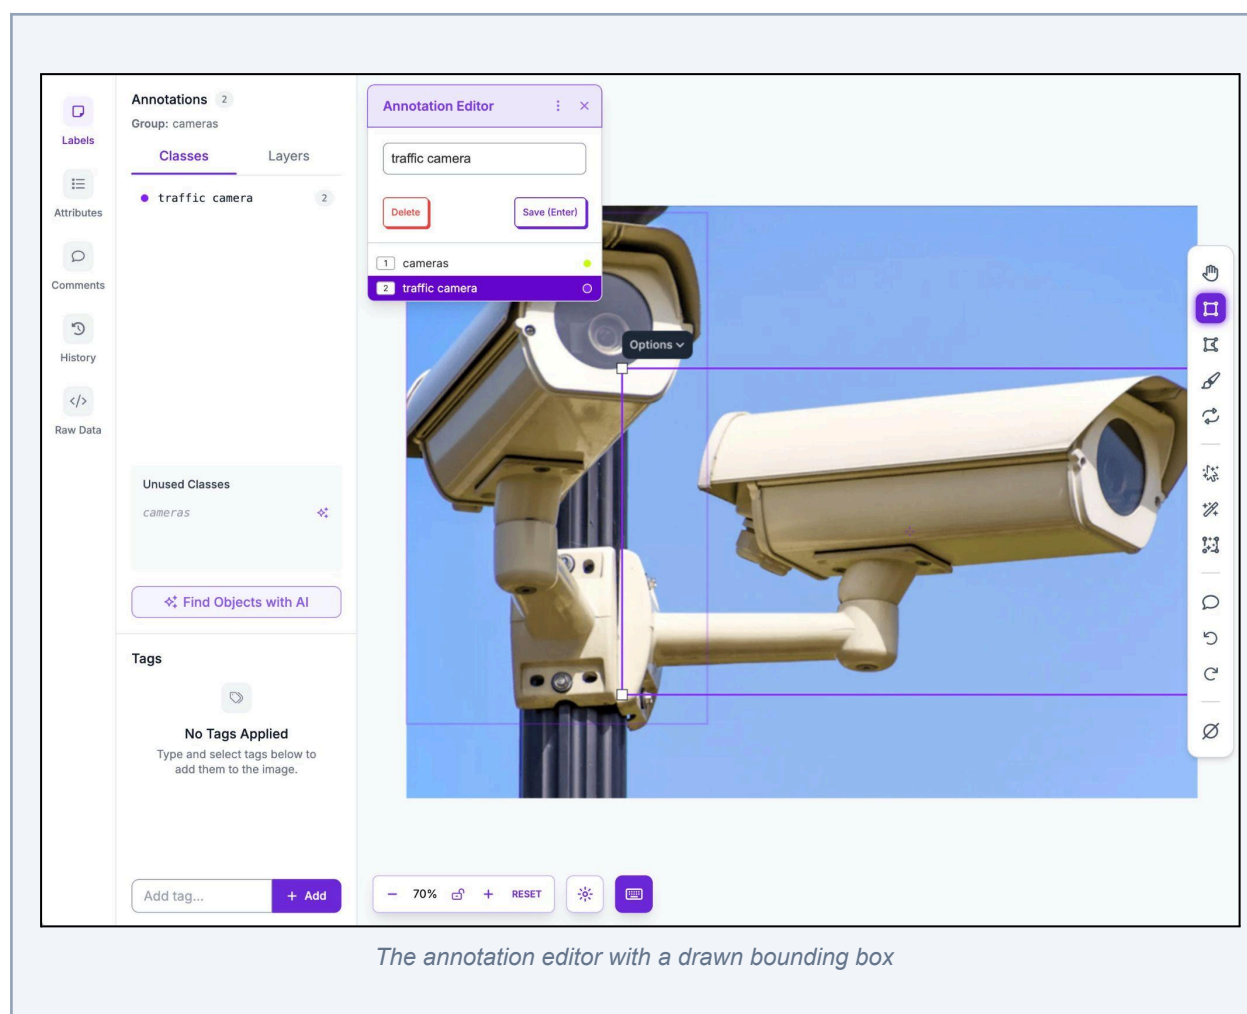 Labels
Attributes
Comments
History
</>
Raw Data
Annotations 2
Group: cameras
Classes Layers
traffic camera 2
Unused Classes
cameras
Find Objects with AI
Tags
No Tags Applied
Type and select tags below to
add them to the image.
Add tag...
+ Add
Annotation Editor
traffic camera
Delete
Save (Enter)
1 cameras
2 traffic camera
Options
− 70% + RESET
The annotation editor with a drawn bounding box